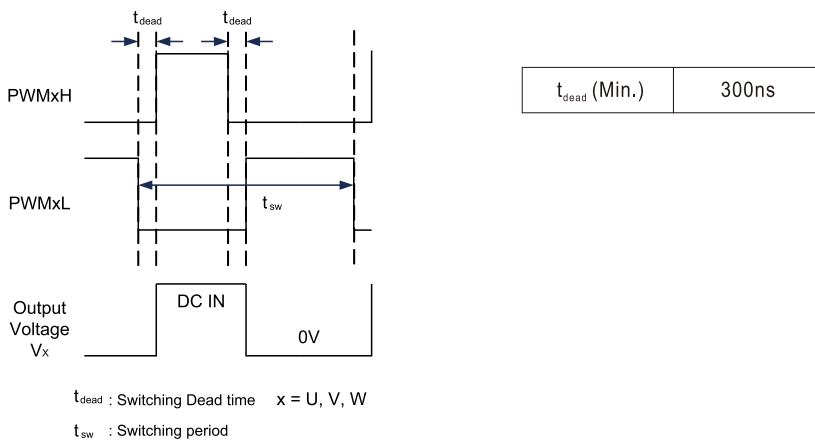 tdead tdead
PWMxH
tdead (Min.) 300ns
PWMxL
tsw
Output
Voltage
Vx
DC IN
0V
tdead : Switching Dead time x = U, V, W
tsw : Switching period